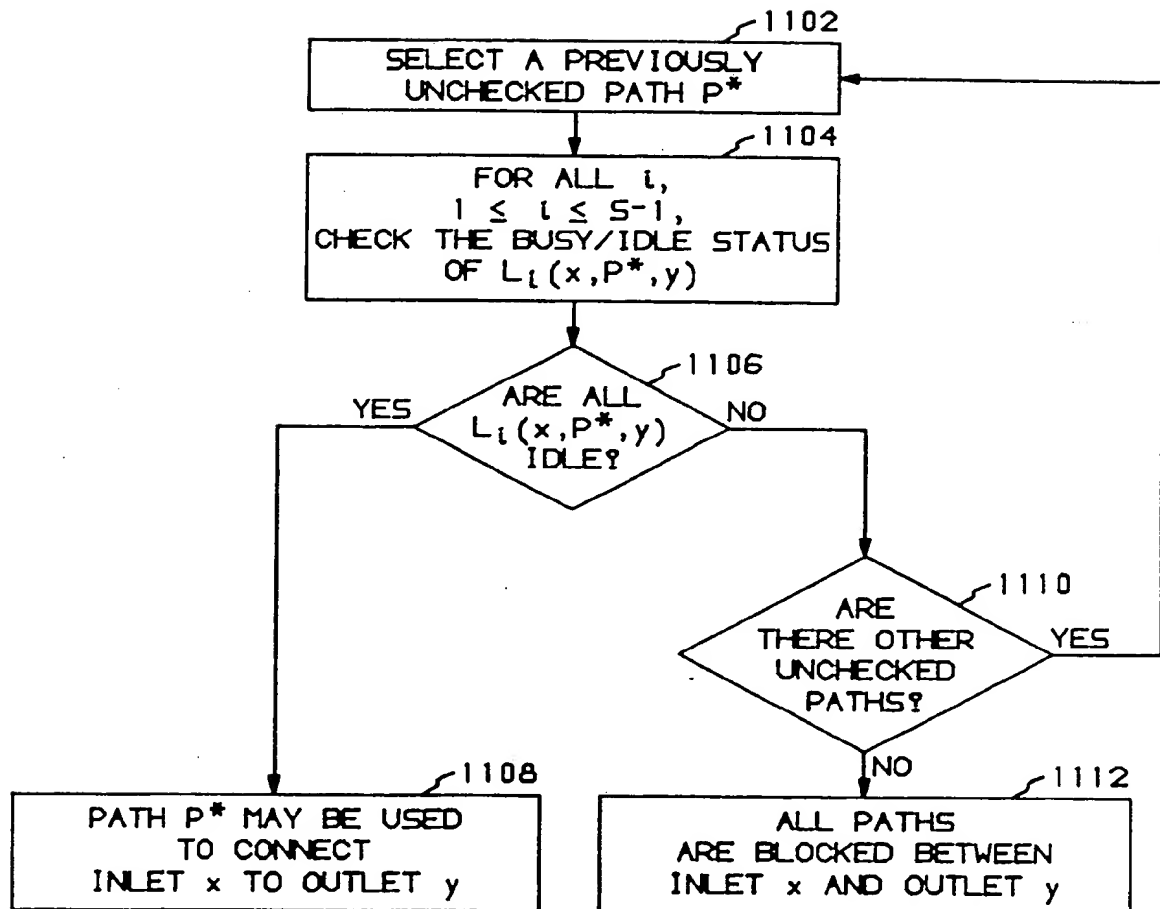 1102
SELECT A PREVIOUSLY
UNCHECKED PATH P*
1104
FOR ALL i,
1 ≤ i ≤ S-1,
CHECK THE BUSY/IDLE STATUS
OF Li(x,P*,y)
1106
ARE ALL
Li(x,P*,y)
IDLE?
YES
NO
1110
ARE
THERE OTHER
UNCHECKED
PATHS?
YES
NO
1108
PATH P* MAY BE USED
TO CONNECT
INLET x TO OUTLET y
1112
ALL PATHS
ARE BLOCKED BETWEEN
INLET x AND OUTLET y